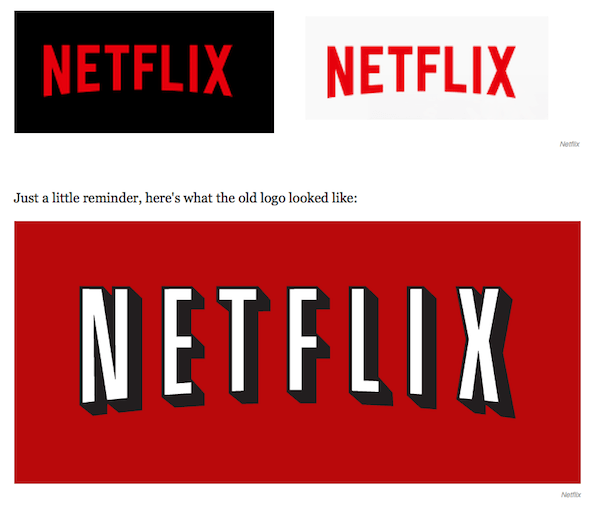 NETFLIX
NETFLIX
Netflix
Just a little reminder, here's what the old logo looked like:
NETFLIX
Netflix